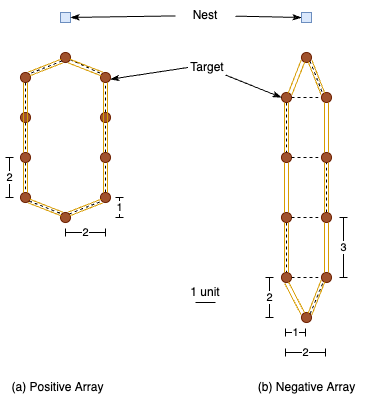 Nest
Target
2
1
2
3
1 unit
2
1
2
(a) Positive Array
(b) Negative Array